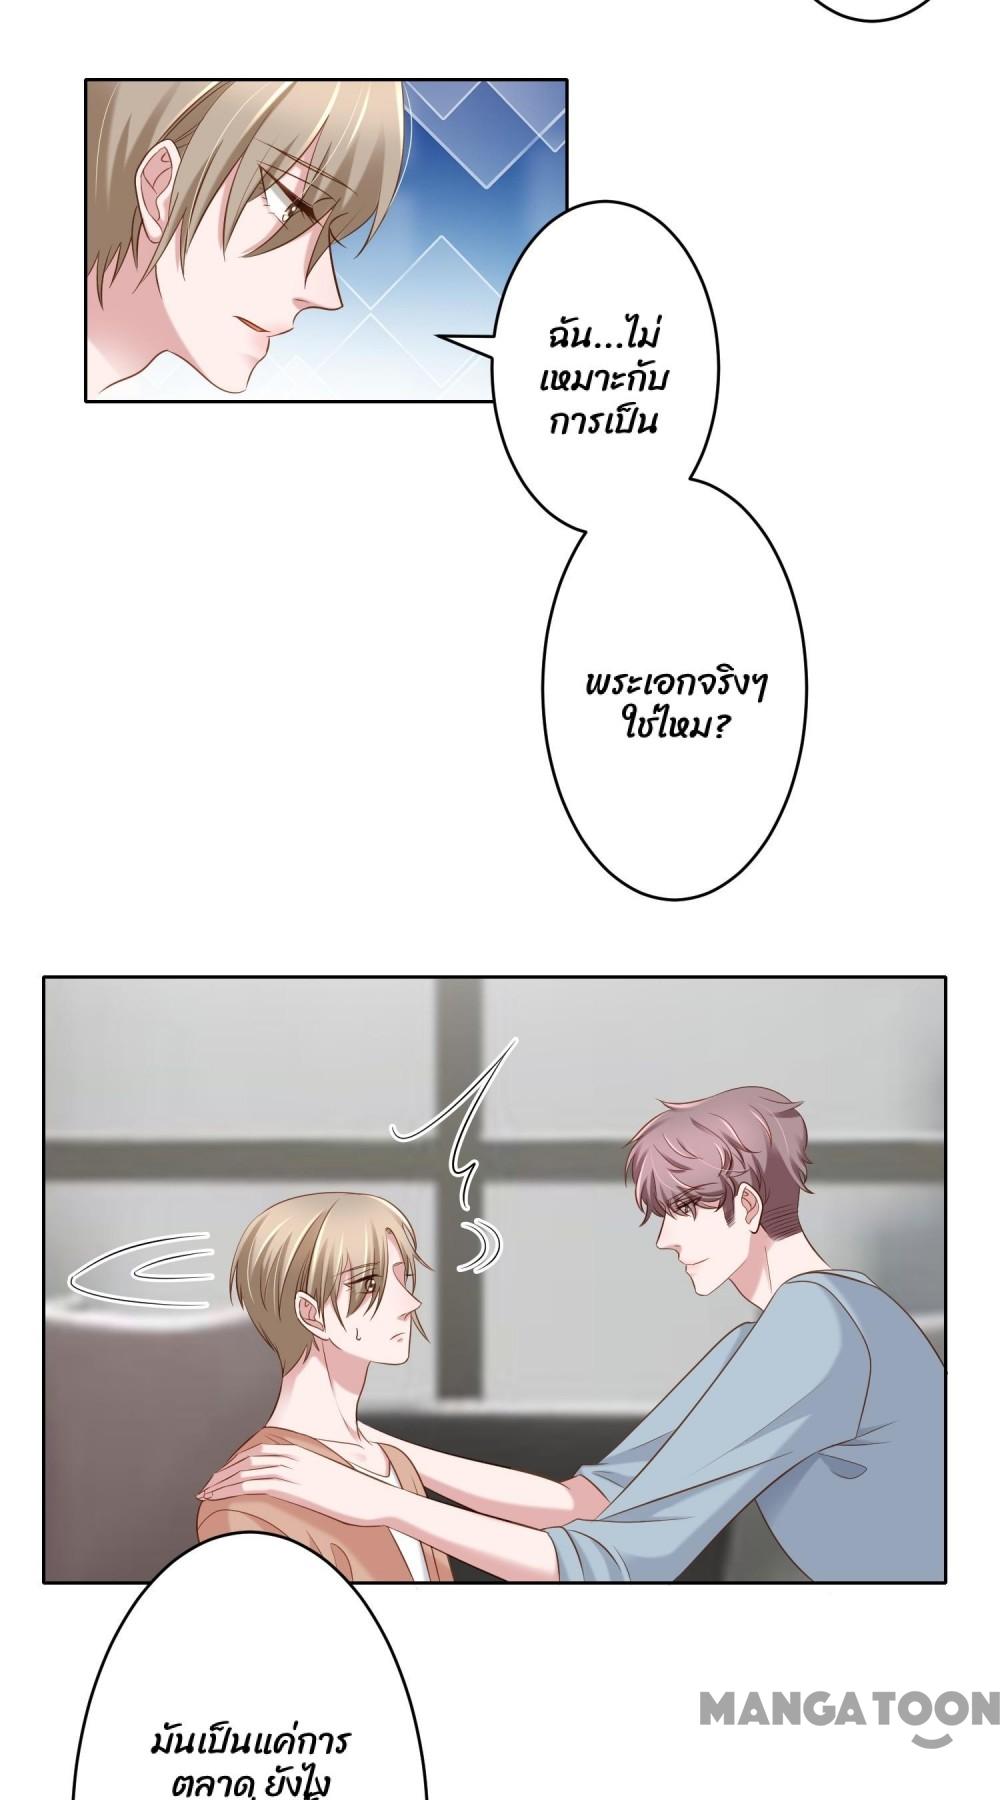 ฉัน...ไม่
เหมาะกับ
การเป็น
พระเอกจริงๆ
ใช่ไหม?
MANGATOON
มันเป็นแค่การ
ตลาด ยังไง